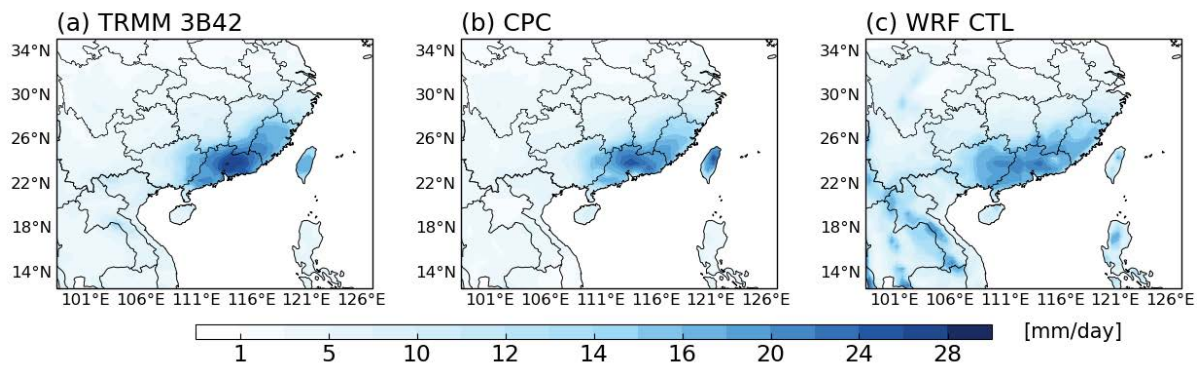 (a) TRMM 3B42 (b) CPC (c) WRF CTL
34°N 34°N 34°N
30°N 30°N 30°N
26°N 26°N 26°N
22°N 22°N 22°N
18°N 18°N 18°N
14°N 14°N 14°N
101°E 106°E 111°E 116°E 121°E 126°E 101°E 106°E 111°E 116°E 121°E 126°E 101°E 106°E 111°E 116°E 121°E 126°E
[mm/day]
1 5 10 12 14 16 20 24 28